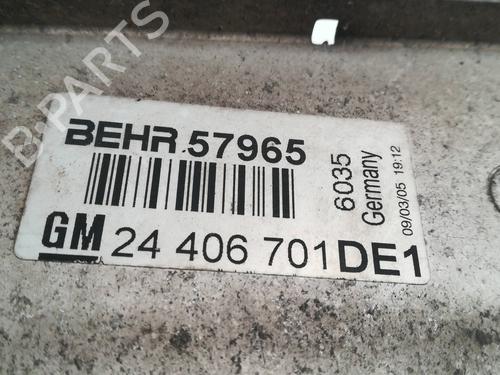 B-PARTS
BEHR 57965
6035
Germany
09/03/05 19:12
GM 24 406 701 DE1